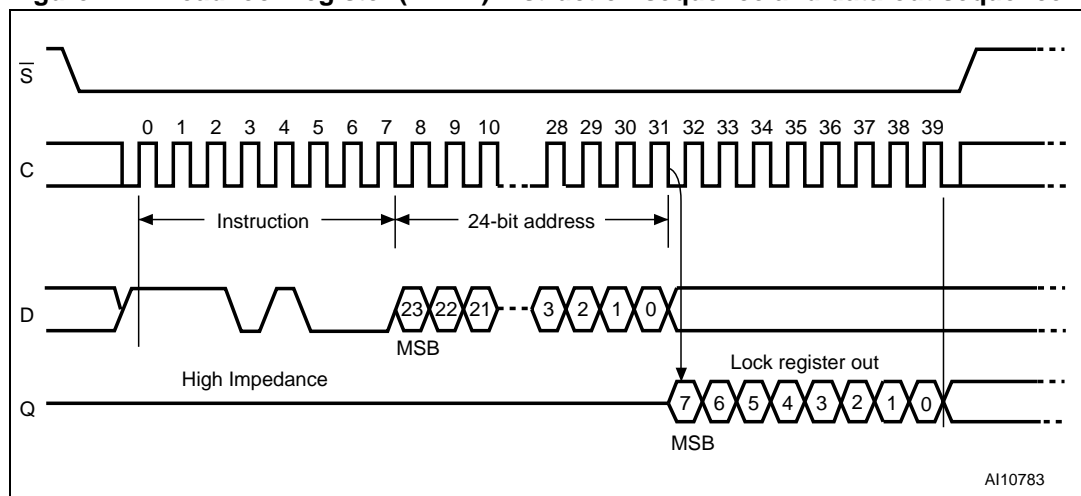 S
0 1 2 3 4 5 6 7 8 9 10 28 29 30 31 32 33 34 35 36 37 38 39
C
Instruction 24-bit address
D
23 22 21 3 2 1 0
MSB
High Impedance
Lock register out
Q
7 6 5 4 3 2 1 0
MSB
AI10783